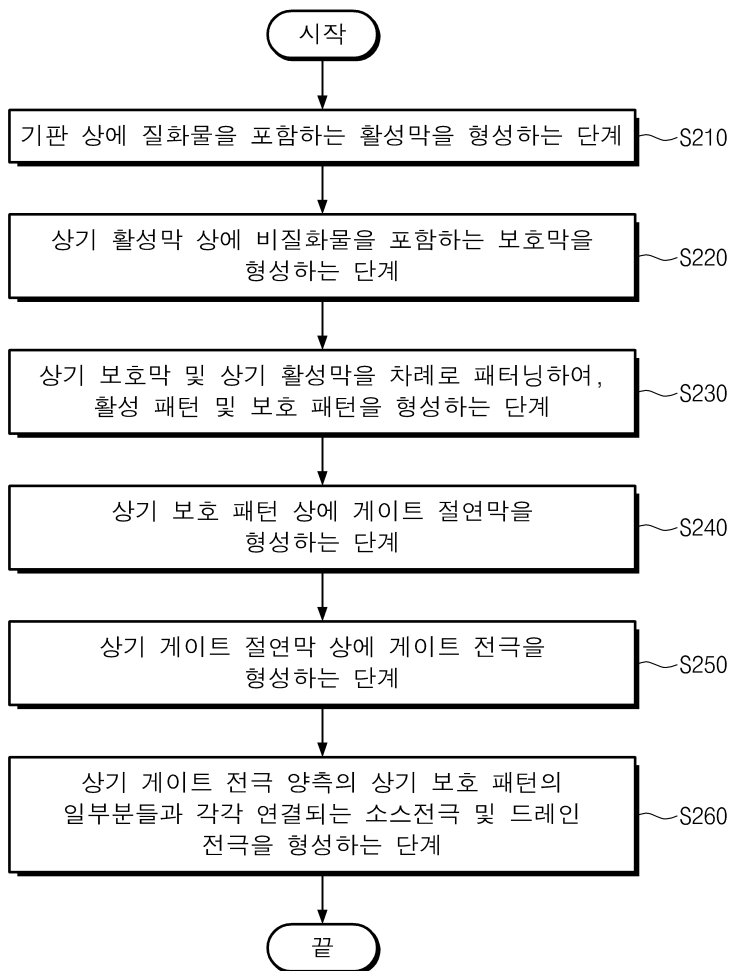 시작
기판 상에 질화물을 포함하는 활성막을 형성하는 단계
S210
상기 활성막 상에 비질화물을 포함하는 보호막을
형성하는 단계
S220
상기 보호막 및 상기 활성막을 차례로 패터닝하여,
활성 패턴 및 보호 패턴을 형성하는 단계
S230
상기 보호 패턴 상에 게이트 절연막을
형성하는 단계
S240
상기 게이트 절연막 상에 게이트 전극을
형성하는 단계
S250
상기 게이트 전극 양측의 상기 보호 패턴의
일부분들과 각각 연결되는 소스전극 및 드레인
전극을 형성하는 단계
S260
끝